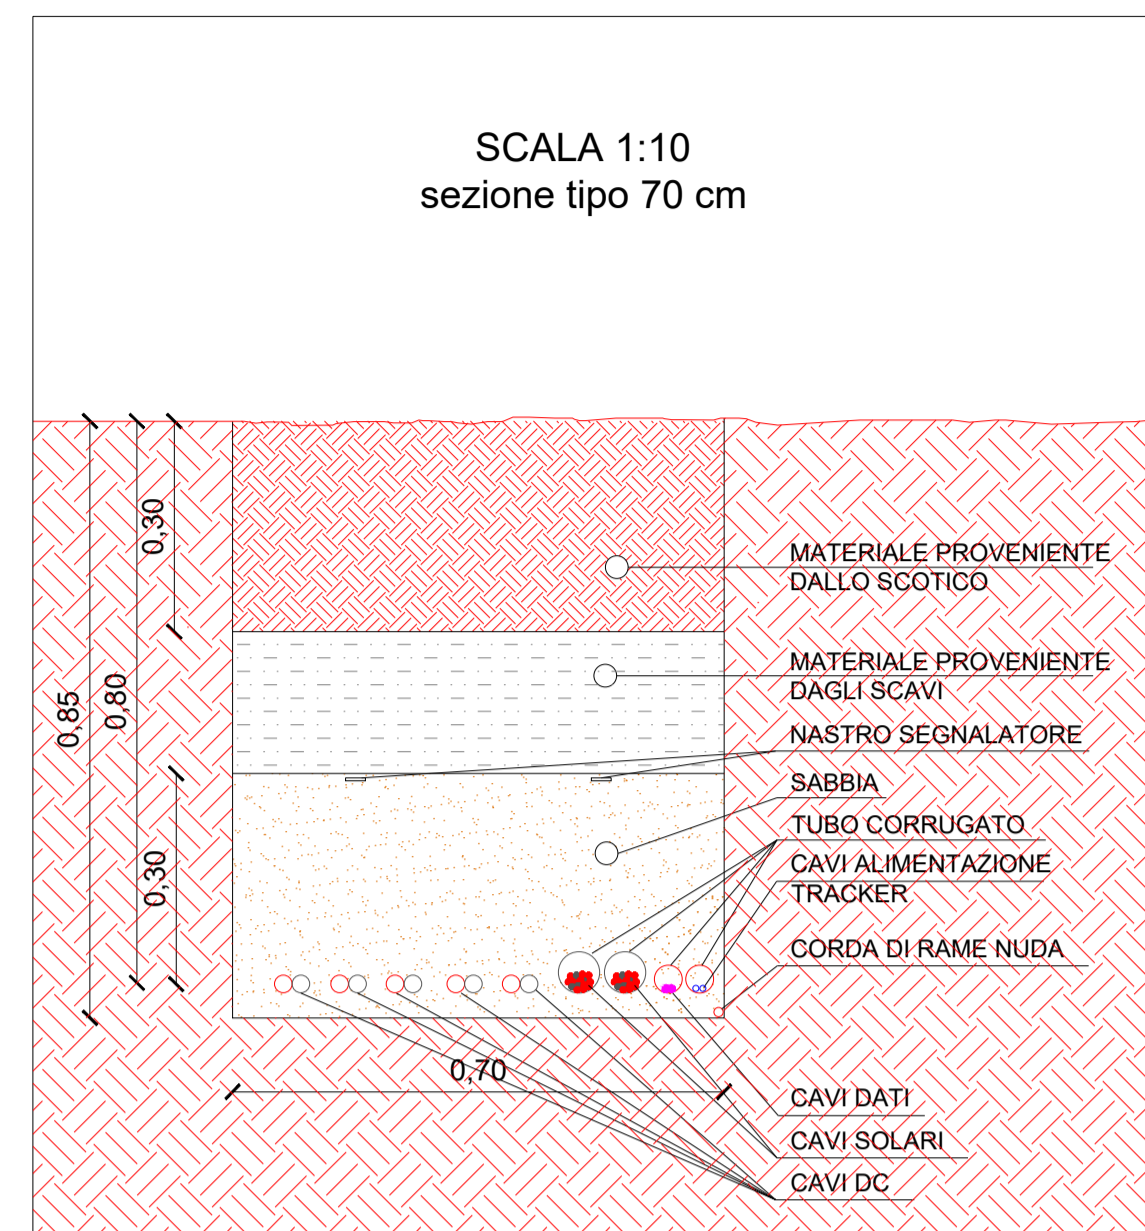 SCALA 1:10
sezione tipo 70 cm
0,30
0,80
0,85
0,30
0,70
MATERIALE PROVENIENTE
DALLO SCOTICO
MATERIALE PROVENIENTE
DAGLI SCAVI
NASTRO SEGNALATORE
SABBIA
TUBO CORRUGATO
CAVI ALIMENTAZIONE
TRACKER
CORDA DI RAME NUDA
CAVI DATI
CAVI SOLARI
CAVI DC